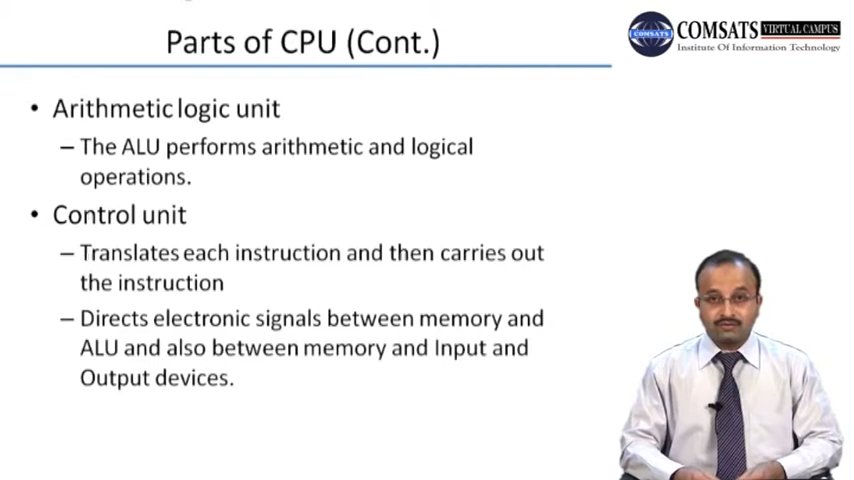 Parts of CPU (Cont.)
COMSATS
COMSATS VIRTUAL CAMPUS
Institute Of Information Technology
• Arithmetic logic unit
– The ALU performs arithmetic and logical
operations.
• Control unit
– Translates each instruction and then carries out
the instruction
– Directs electronic signals between memory and
ALU and also between memory and Input and
Output devices.